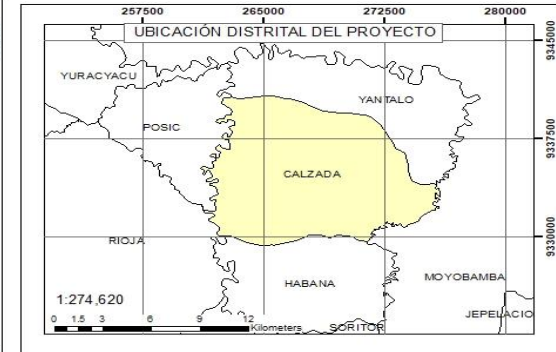 257500 265000 272500 280000
UBICACIÓN DISTRITAL DEL PROYECTO
9345000
YURACYACU
YANTALO
POSIC
9337500
CALZADA
RIOJA
9330000
HABANA
MOYOBAMBA
1:274,620
JEPELACIO
0 1.5 3 6 9 12
Kilometers
SORITOR